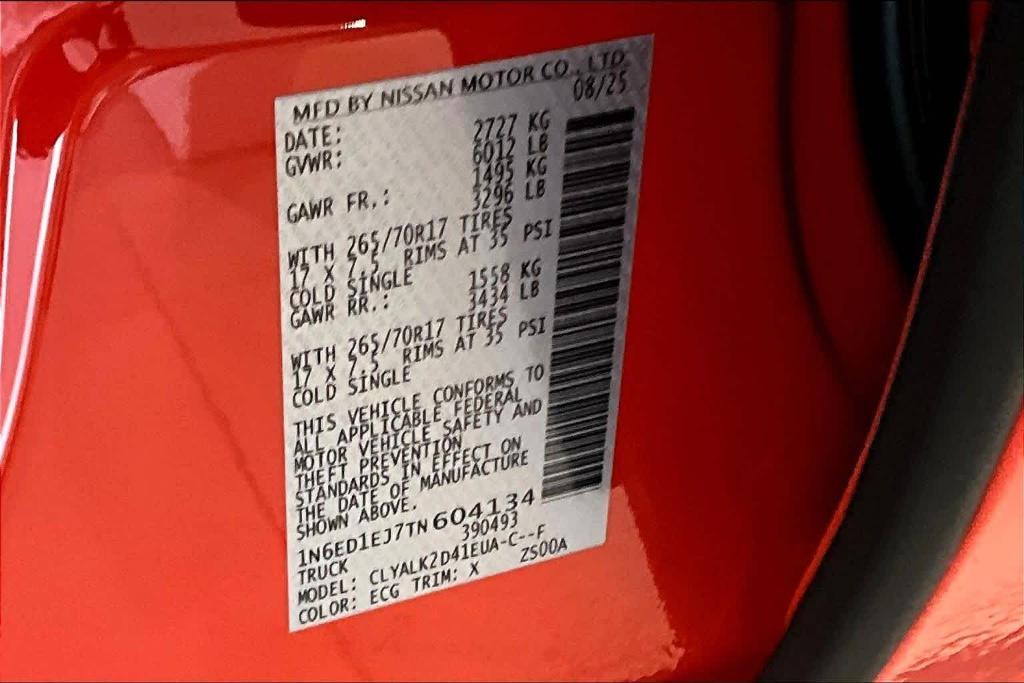 MFD BY NISSAN MOTOR CO., LTD.
DATE: 08/25
GVWR: 2727 KG
6012 LB
GAWR FR.: 1495 KG
3296 LB
WITH 265/70R17 TIRES
17 X 7.5 RIMS AT 35 PSI
COLD SINGLE
GAWR RR.: 1558 KG
3434 LB
WITH 265/70R17 TIRES
17 X 7.5 RIMS AT 35 PSI
COLD SINGLE
THIS VEHICLE CONFORMS TO
ALL APPLICABLE FEDERAL
MOTOR VEHICLE SAFETY AND
THEFT PREVENTION
STANDARDS IN EFFECT ON
THE DATE OF MANUFACTURE
SHOWN ABOVE.
1N6ED1EJ7TN604134
TRUCK 390493
MODEL: CLYALK2D41EUA-C--F
COLOR: ECG TRIM: X ZS00A